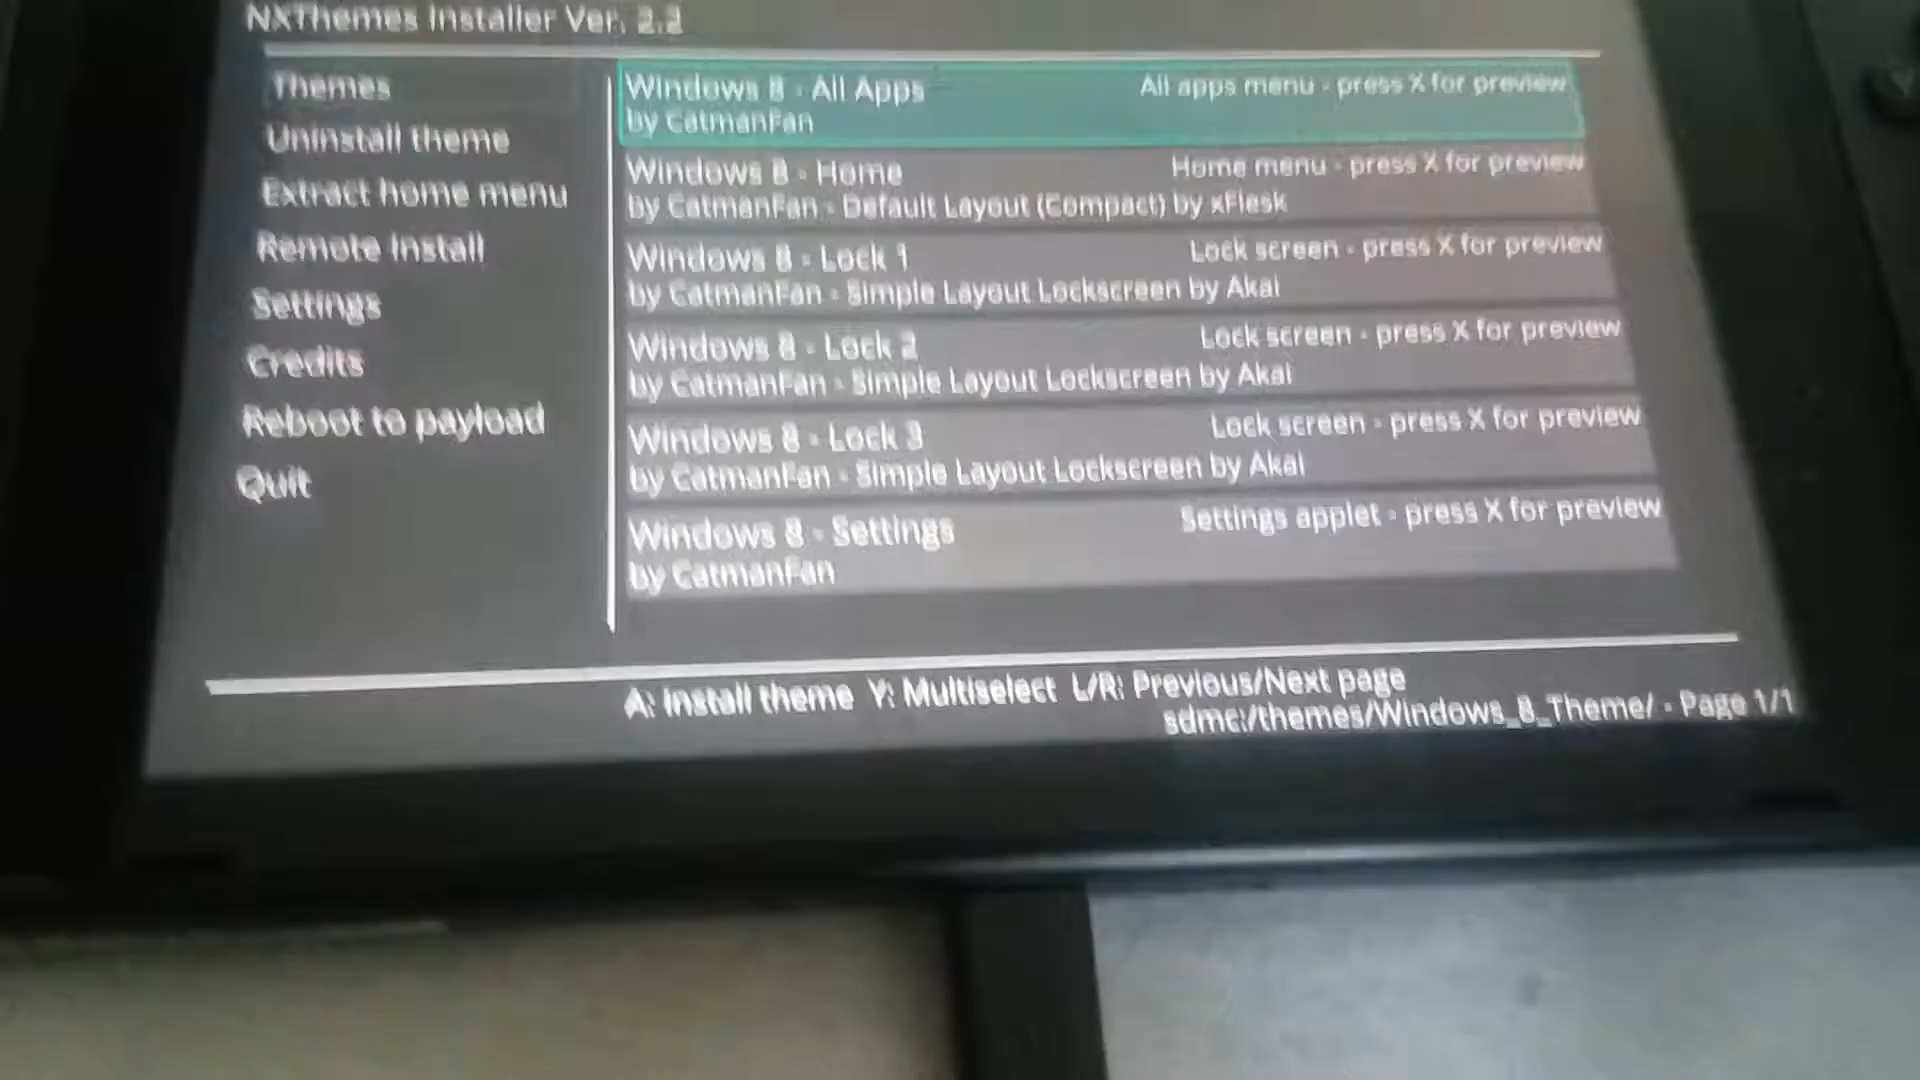 NXThemes Installer Ver. 2.2
Themes
Uninstall theme
Extract home menu
Remote install
Settings
Credits
Reboot to payload
Quit
Windows 8 - All Apps
All apps menu - press X for preview
by CatmanFan
Windows 8 - Home
Home menu - press X for preview
by CatmanFan - Default Layout (Compact) by xFlesk
Windows 8 - Lock 1
Lock screen - press X for preview
by CatmanFan - Simple Layout Lockscreen by Akai
Windows 8 - Lock 2
Lock screen - press X for preview
by CatmanFan - Simple Layout Lockscreen by Akai
Windows 8 - Lock 3
Lock screen - press X for preview
by CatmanFan - Simple Layout Lockscreen by Akai
Windows 8 - Settings
Settings applet - press X for preview
by CatmanFan
A: Install theme Y: Multiselect L/R: Previous/Next page
sdmc:/themes/Windows_8_Theme/ - Page 1/1
Y